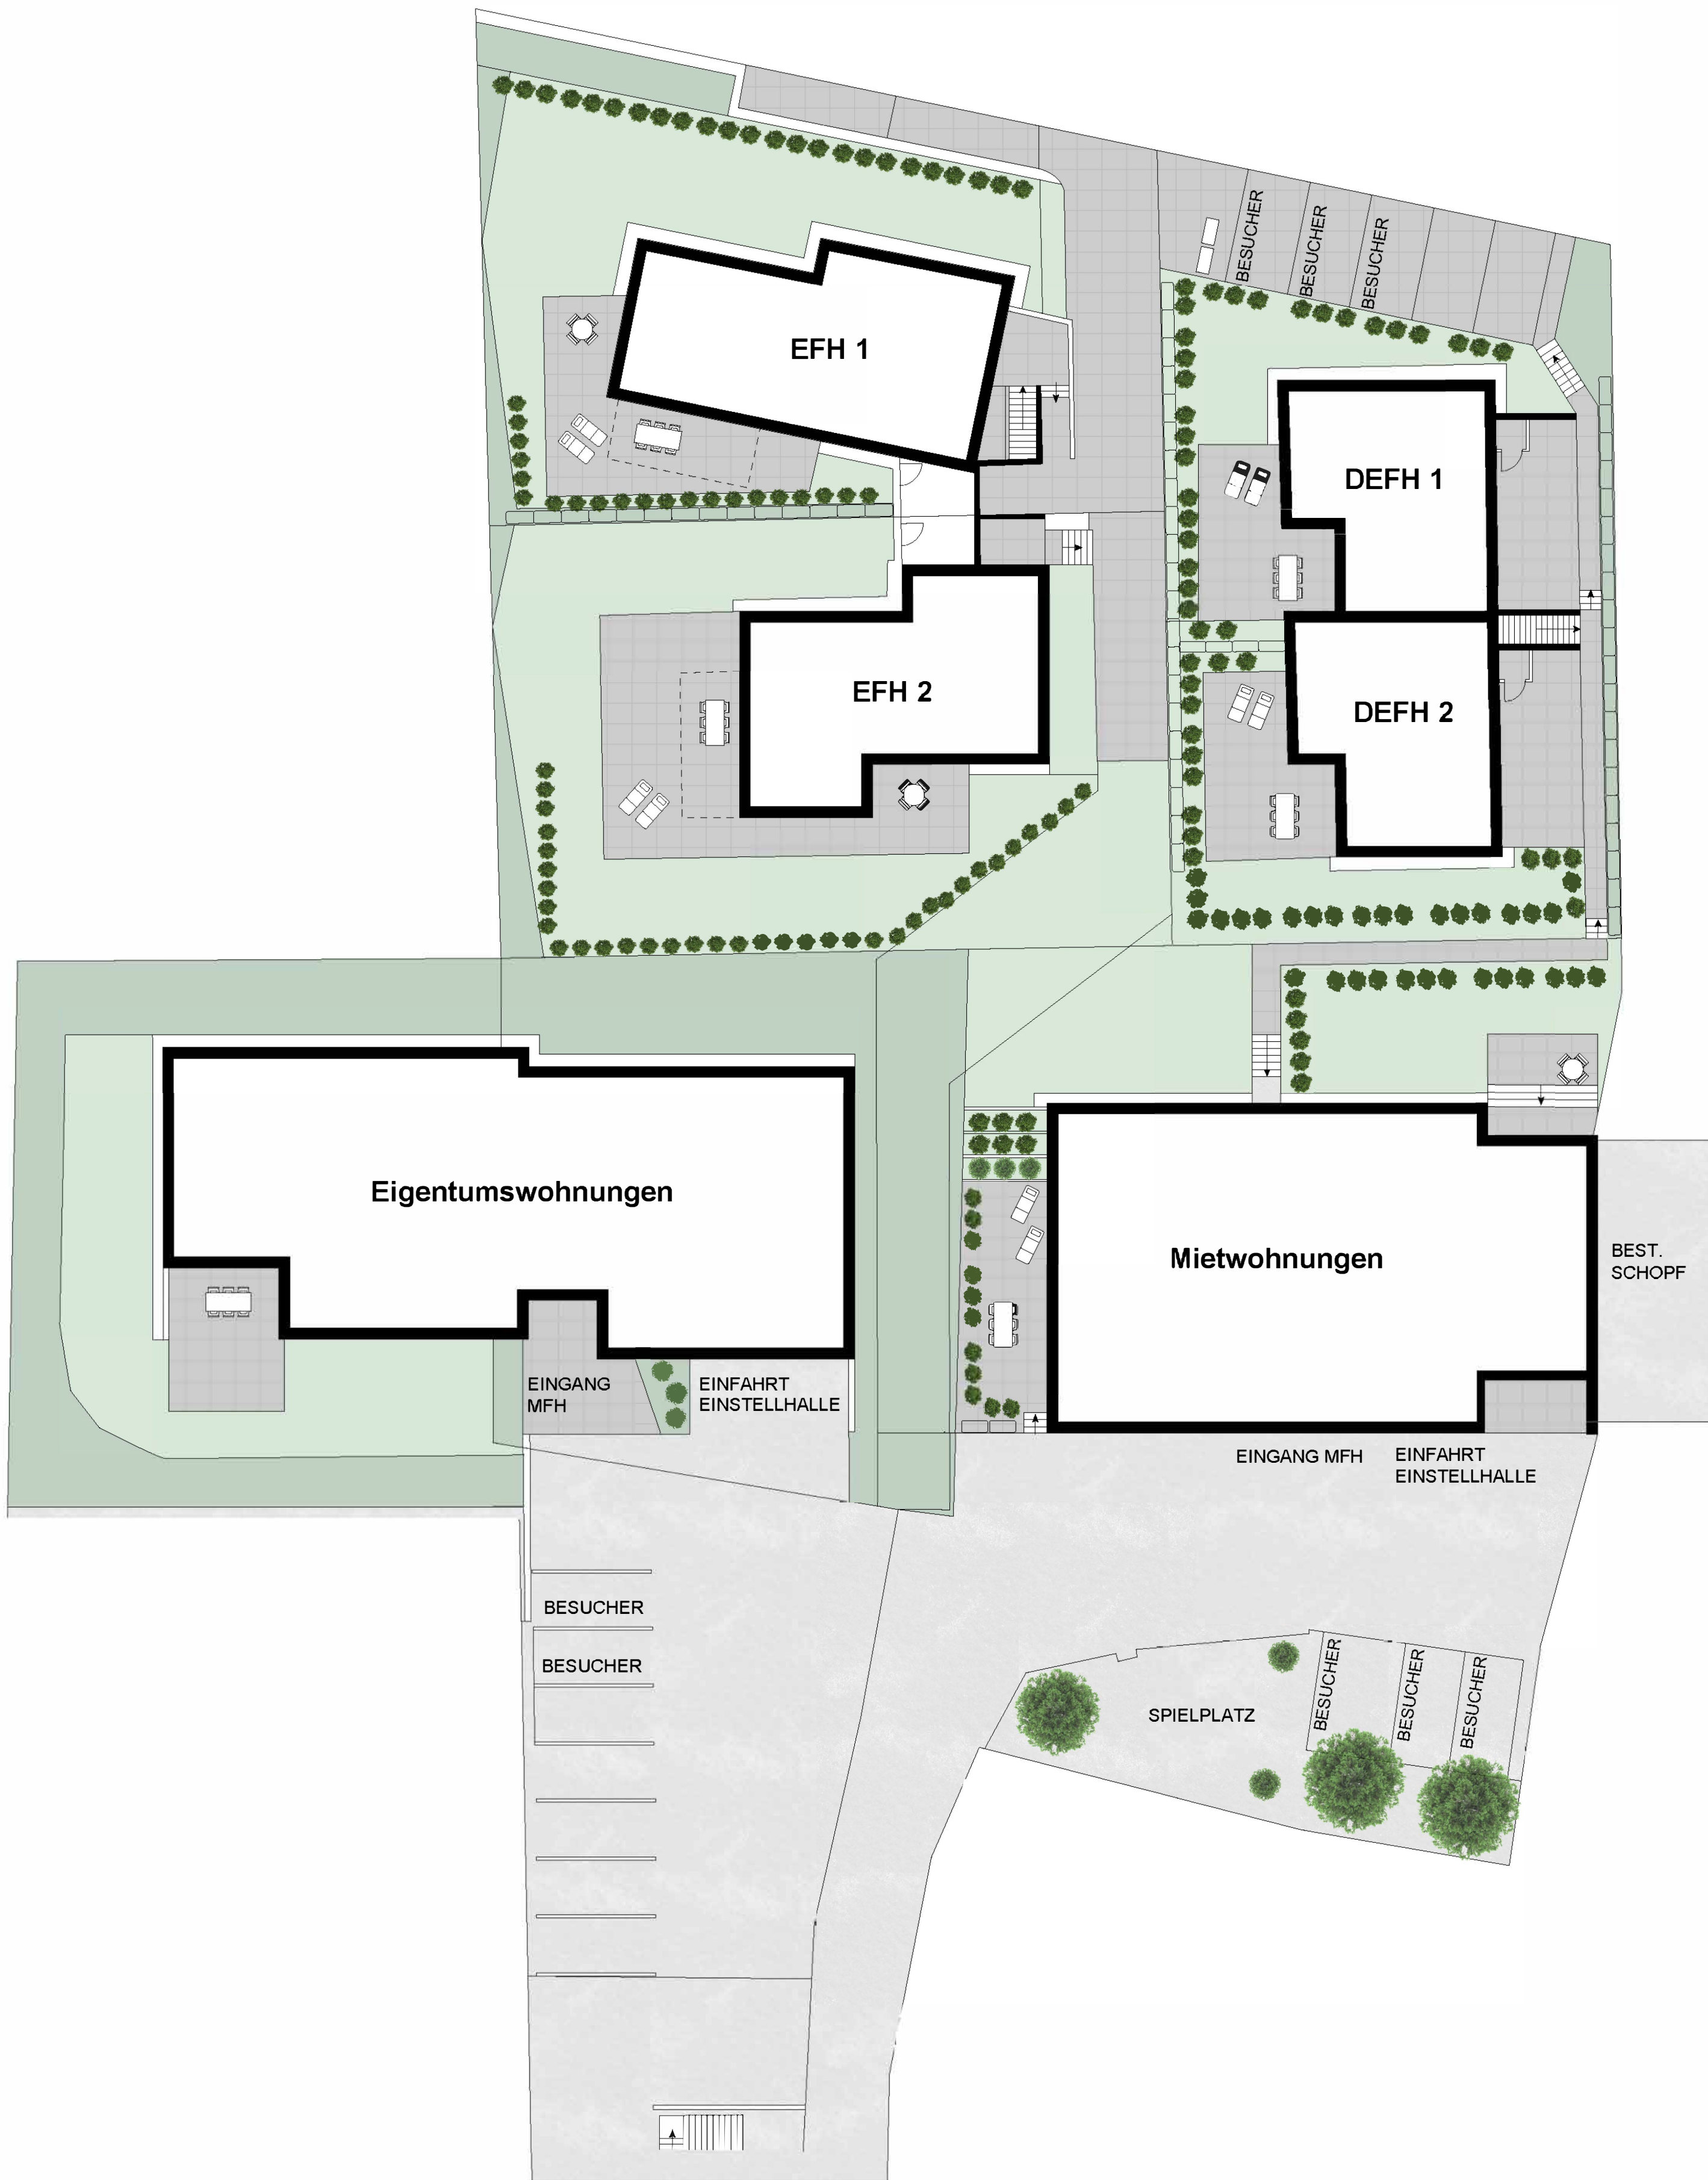 BESUCHER
BESUCHER
BESUCHER
EFH 1
DEFH 1
EFH 2
DEFH 2
Eigentumswohnungen
Mietwohnungen
BEST.
SCHOPF
EINGANG
MFH
EINFAHRT
EINSTELLHALLE
EINGANG MFH
EINFAHRT
EINSTELLHALLE
BESUCHER
BESUCHER
SPIELPLATZ
BESUCHER
BESUCHER
BESUCHER